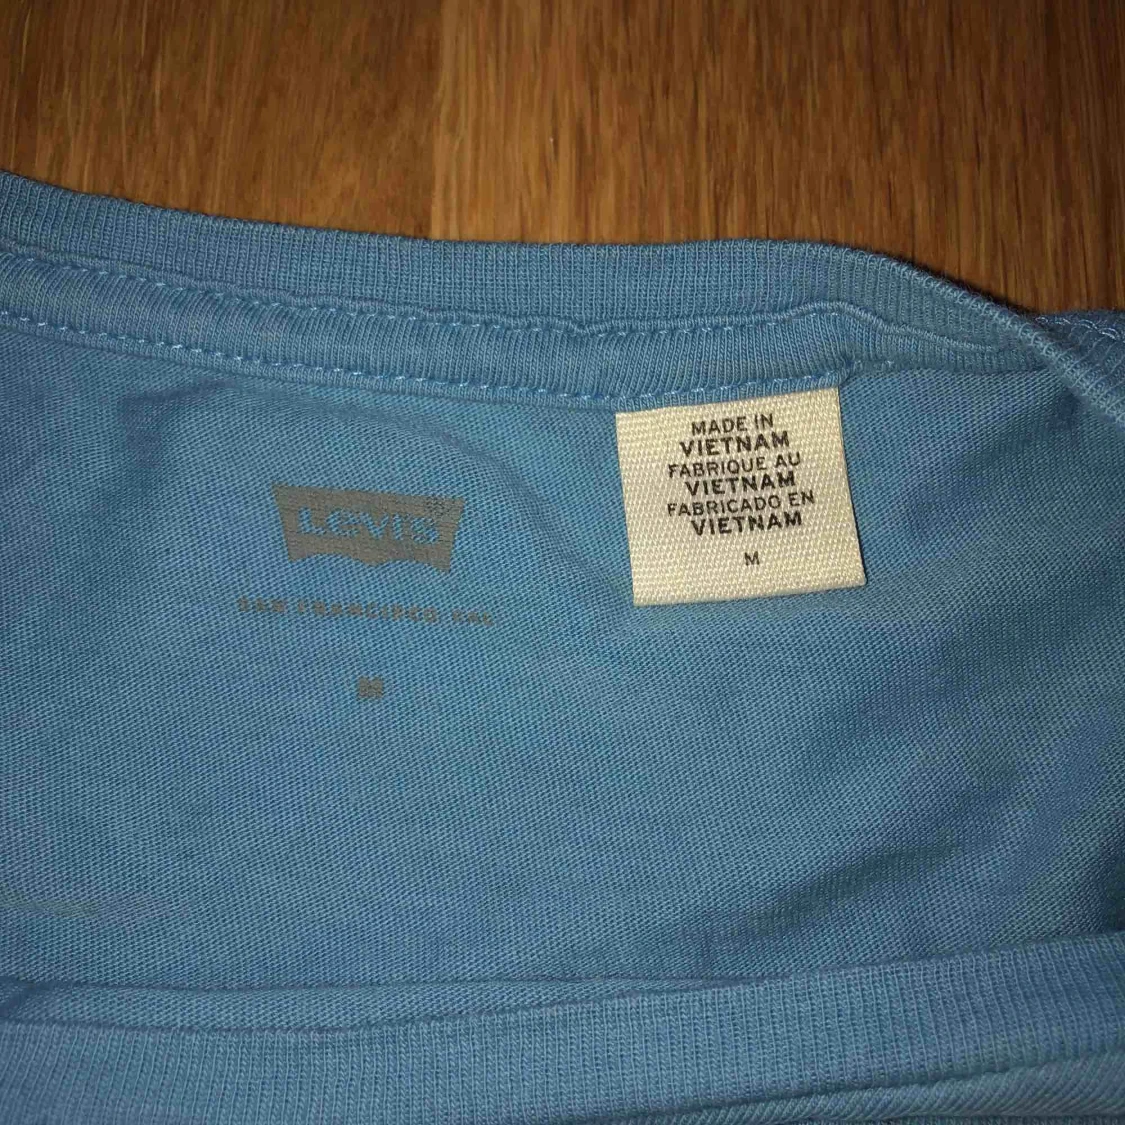 LEVI'S
SAN FRANCISCO CAL
M
MADE IN
VIETNAM
FABRIQUE AU
VIETNAM
FABRICADO EN
VIETNAM
M